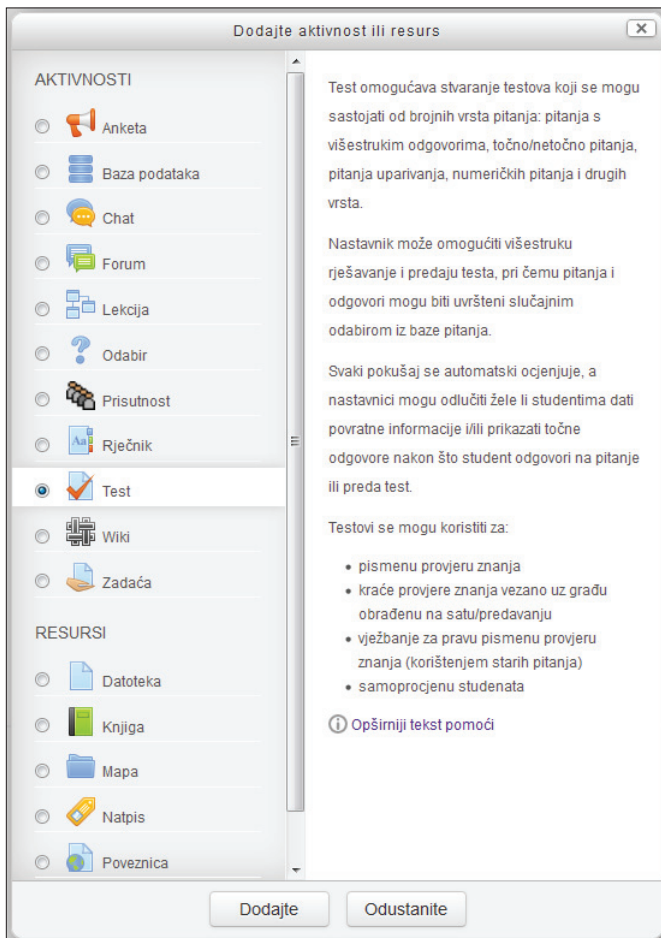 Dodajte aktivnost ili resurs
AKTIVNOSTI
Anketa
Baza podataka
Chat
Forum
Lekcija
Odabir
Prisutnost
Rječnik
Test
Wiki
Zadaća
RESURSI
Datoteka
Knjiga
Mapa
Natpis
Poveznica
Test omogućava stvaranje testova koji se mogu
sastojati od brojnih vrsta pitanja: pitanja s
višestrukim odgovorima, točno/netočno pitanja,
pitanja uparivanja, numeričkih pitanja i drugih
vrsta.
Nastavnik može omogućiti višestruku
rješavanje i predaju testa, pri čemu pitanja i
odgovori mogu biti uvršteni slučajnim
odabirom iz baze pitanja.
Svaki pokušaj se automatski ocjenjuje, a
nastavnici mogu odlučiti žele li studentima dati
povratne informacije i/ili prikazati točne
odgovore nakon što student odgovori na pitanje
ili preda test.
Testovi se mogu koristiti za:
• pismenu provjeru znanja
• kraće provjere znanja vezano uz građu
obrađenu na satu/predavanju
• vježbanje za pravu pismenu provjeru
znanja (korištenjem starih pitanja)
• samoprocjenu studenata
Opširniji tekst pomoći
Dodajte
Odustanite